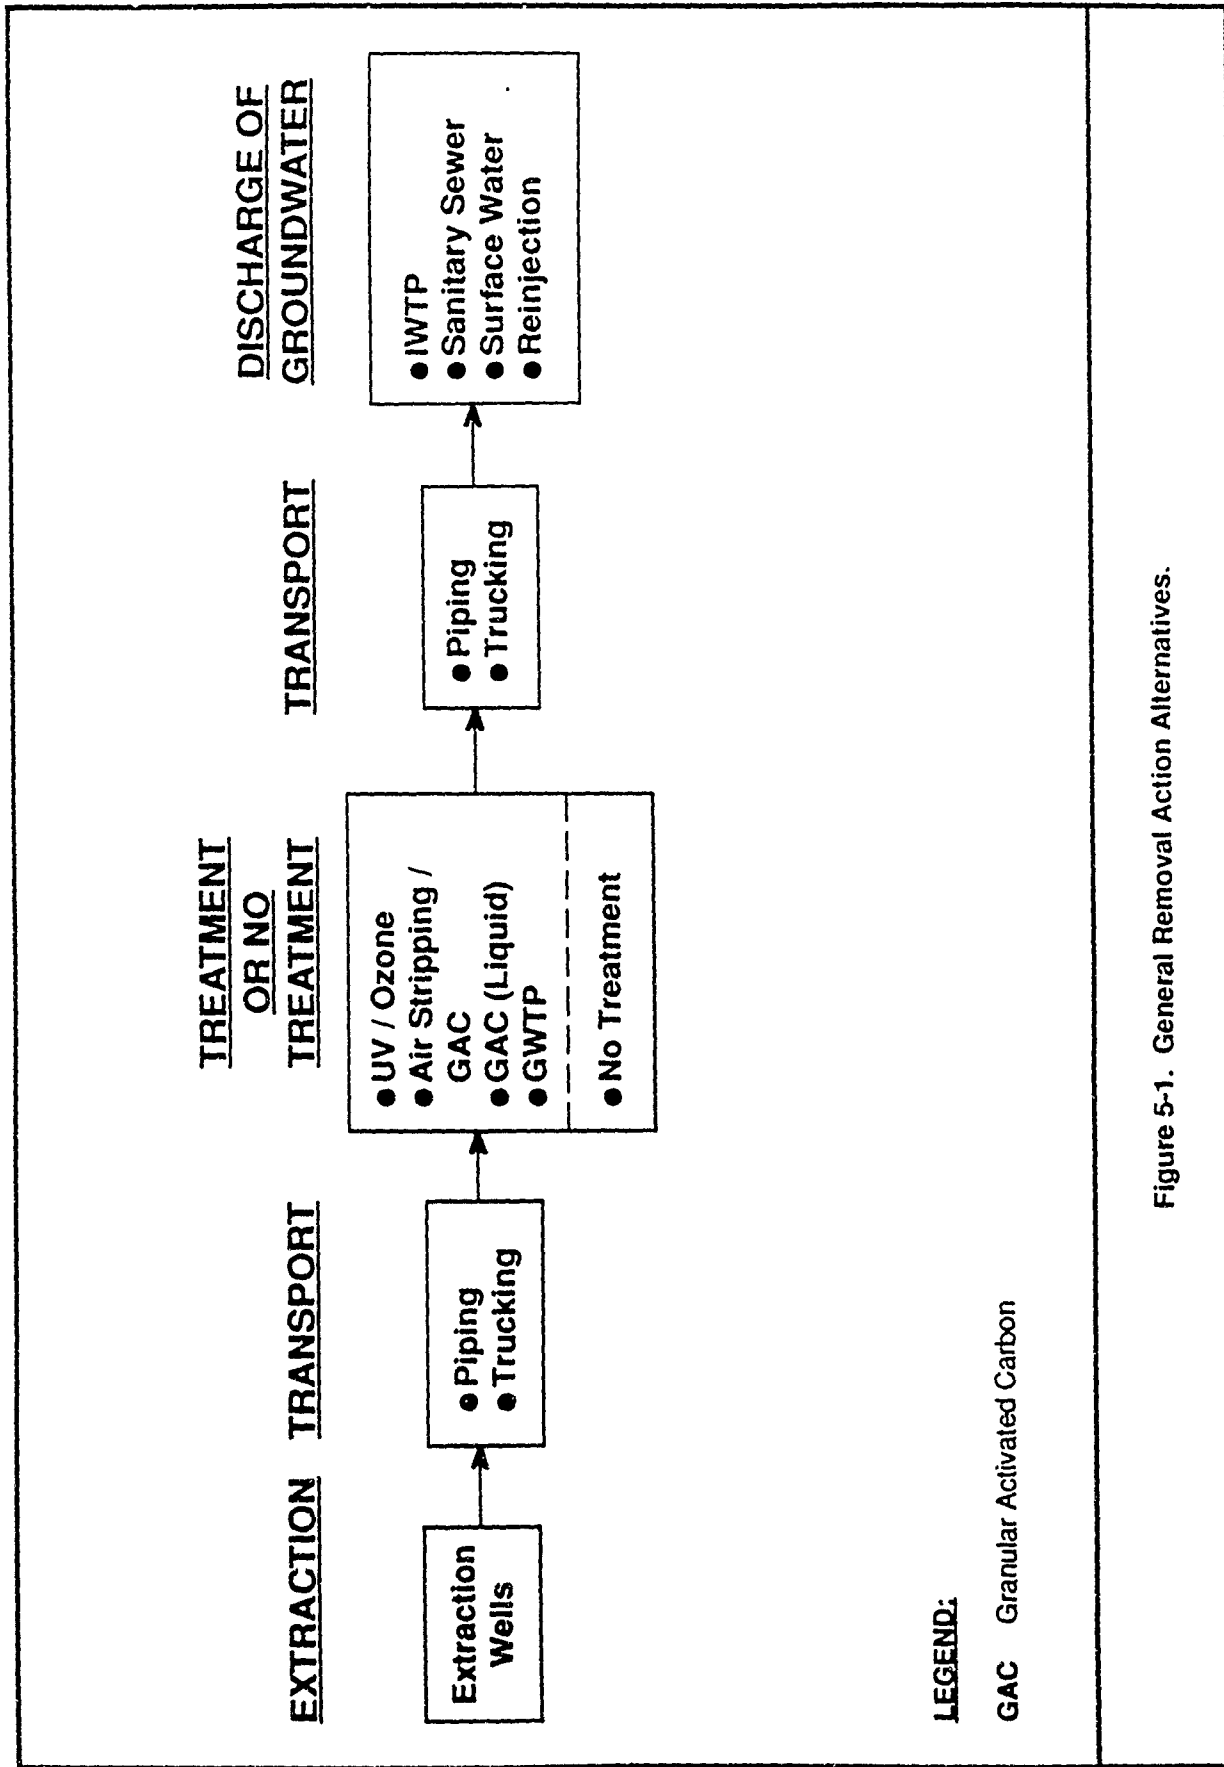 EXTRACTION
TRANSPORT
TREATMENT
OR NO
TREATMENT
TRANSPORT
DISCHARGE OF
GROUNDWATER
Extraction
Wells
● Piping
● Trucking
● UV / Ozone
● Air Stripping /
GAC
● GAC (Liquid)
● GWTP
● No Treatment
● Piping
● Trucking
● IWTP
● Sanitary Sewer
● Surface Water
● Reinjection
LEGEND:
GAC Granular Activated Carbon
Figure 5-1. General Removal Action Alternatives.